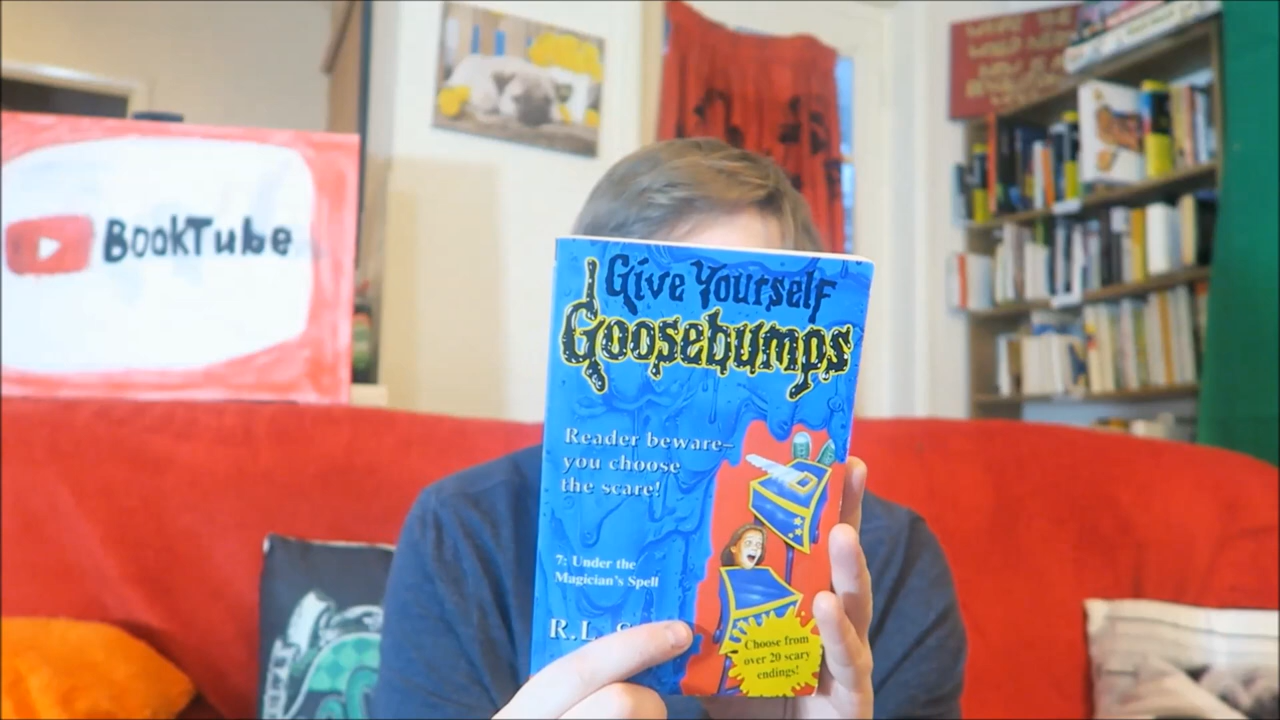 BookTube
Give Yourself
Goosebumps
Reader beware–
you choose
the scare!
7: Under the
Magician's Spell
R.L.
Choose from
over 20 scary
endings!